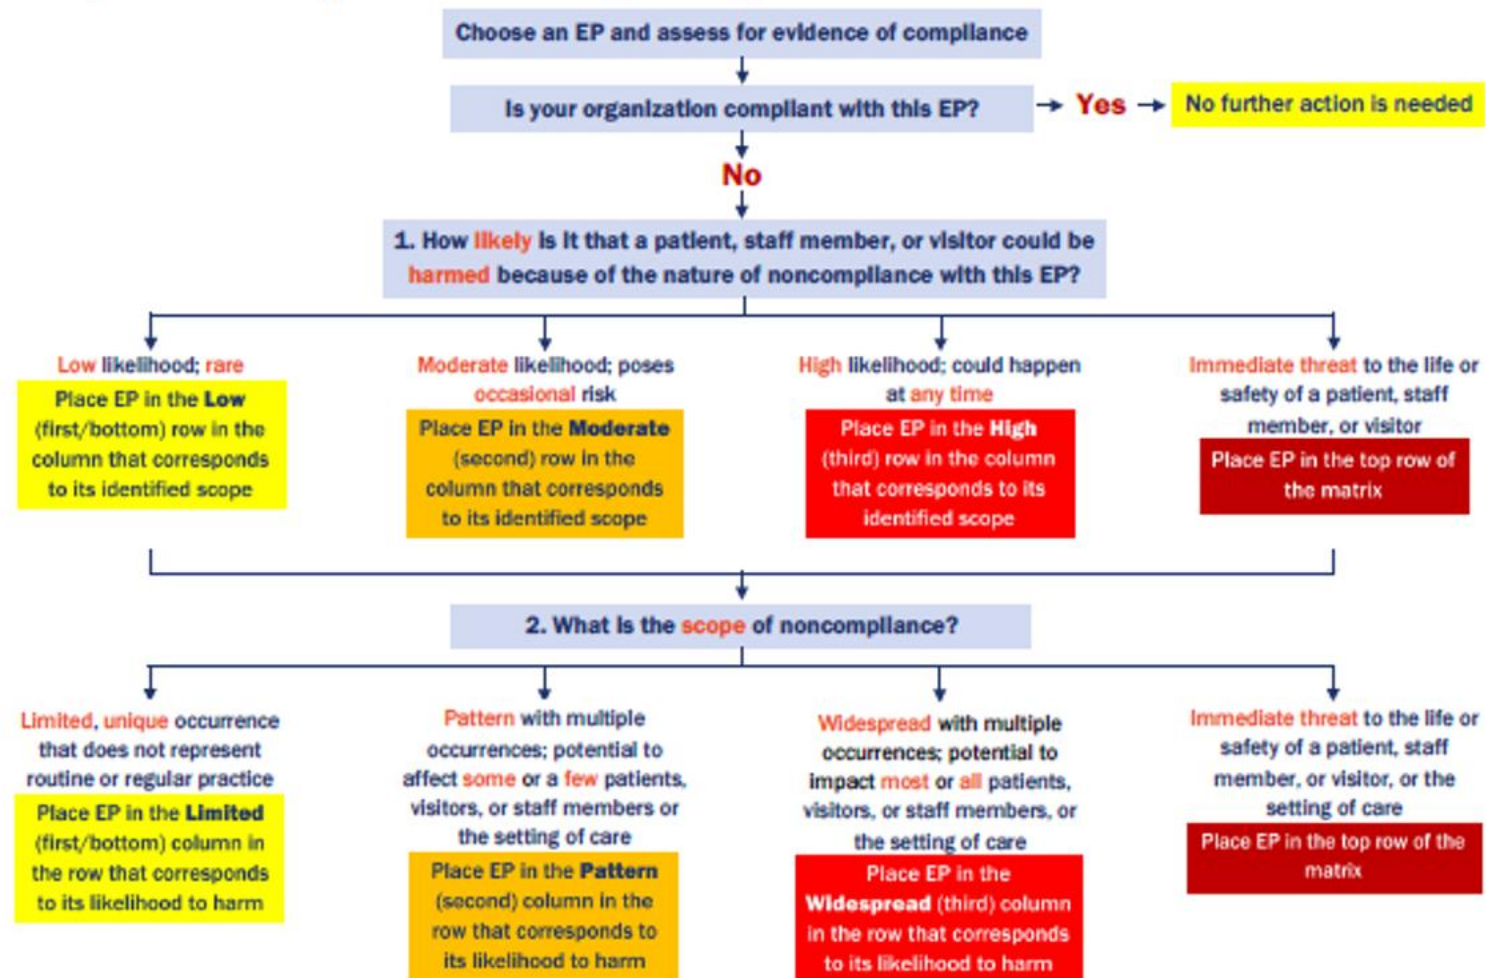 Choose an EP and assess for evidence of compliance
Is your organization compliant with this EP?
Yes
No further action is needed
No
1. How likely is it that a patient, staff member, or visitor could be
harmed because of the nature of noncompliance with this EP?
Low likelihood; rare
Place EP in the Low
(first/bottom) row in the
column that corresponds
to its identified scope
Moderate likelihood; poses
occasional risk
Place EP in the Moderate
(second) row in the
column that corresponds
to its identified scope
High likelihood; could happen
at any time
Place EP in the High
(third) row in the column
that corresponds to its
identified scope
Immediate threat to the life or
safety of a patient, staff
member, or visitor
Place EP in the top row of
the matrix
2. What is the scope of noncompliance?
Limited, unique occurrence
that does not represent
routine or regular practice
Place EP in the Limited
(first/bottom) column in
the row that corresponds
to its likelihood to harm
Pattern with multiple
occurrences; potential to
affect some or a few patients,
visitors, or staff members or
the setting of care
Place EP in the Pattern
(second) column in the
row that corresponds to
its likelihood to harm
Widespread with multiple
occurrences; potential to
impact most or all patients,
visitors, or staff members, or
the setting of care
Place EP in the
Widespread (third) column
in the row that corresponds
to its likelihood to harm
Immediate threat to the life or
safety of a patient, staff
member, or visitor, or the
setting of care
Place EP in the top row of the
matrix